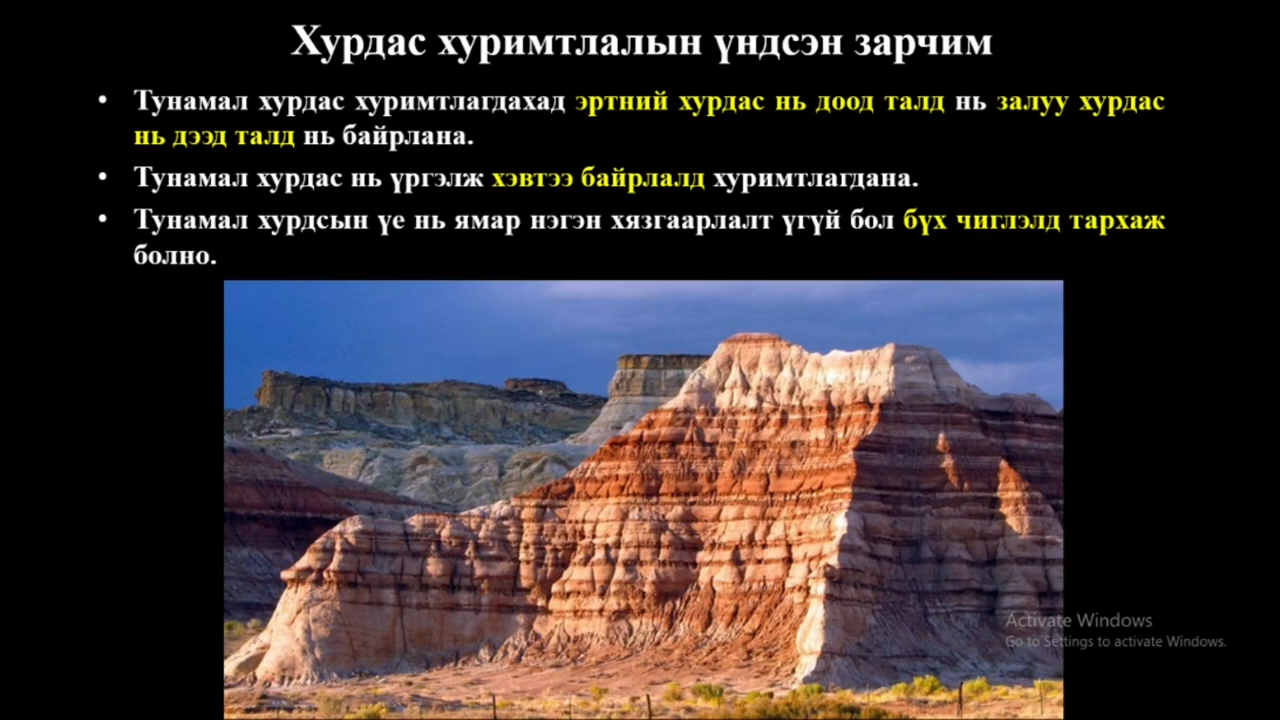 Хурдас хуримтлалын үндсэн зарчим
• Тунамал хурдас хуримтлагдахад эртний хурдас нь доод талд нь залуу хурдас
нь дээд талд нь байрлана.
• Тунамал хурдас нь үргэлж хэвтээ байрлалд хуримтлагдана.
• Тунамал хурдсын үе нь ямар нэгэн хязгаарлалт үгүй бол бүх чиглэлд тархаж
болно.
Activate Windows
Go to Settings to activate Windows.